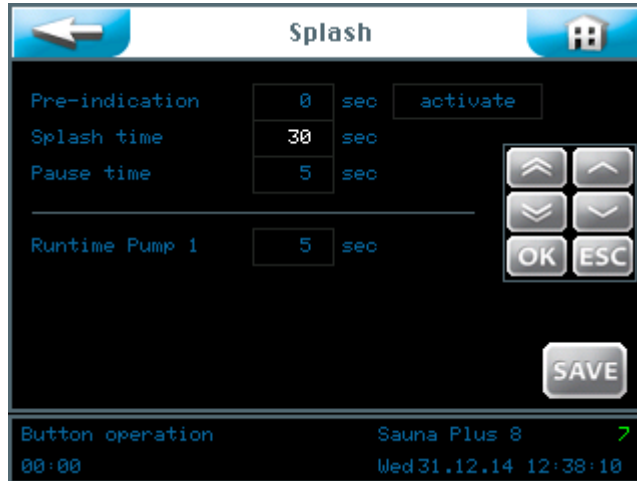 Splash
Pre-indication 0 sec activate
Splash time 30 sec
Pause time 5 sec
Runtime Pump 1 5 sec
OK ESC
SAVE
Button operation Sauna Plus 8 7
00:00 Wed 31.12.14 12:38:10